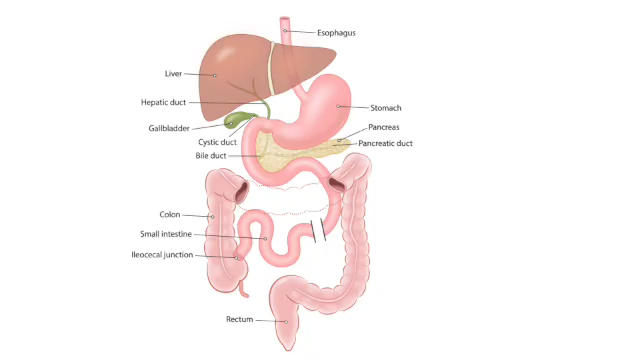 Esophagus
Liver
Hepatic duct
Stomach
Gallbladder
Pancreas
Cystic duct
Pancreatic duct
Bile duct
Colon
Small intestine
Ileocecal junction
Rectum